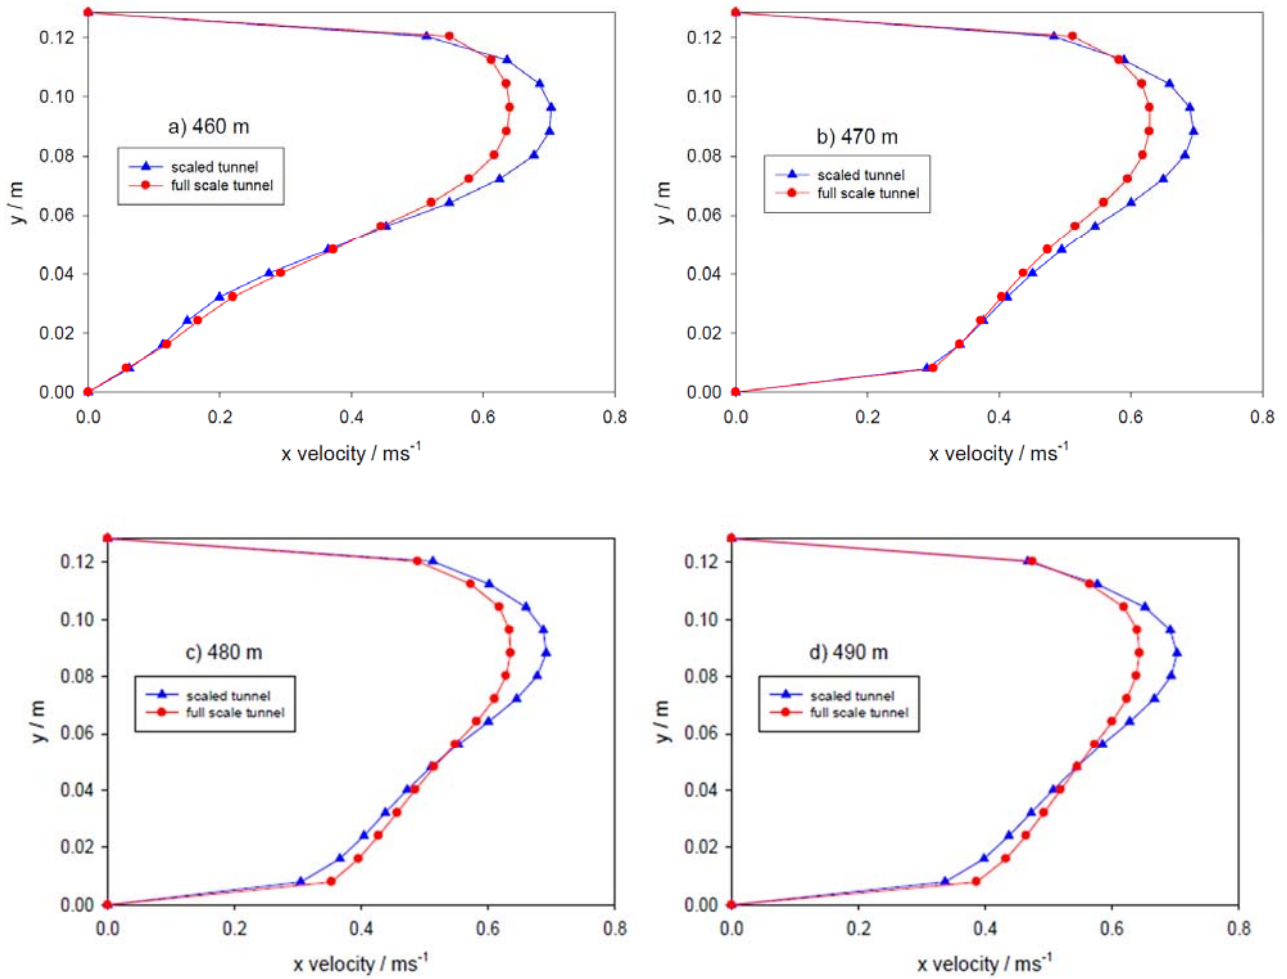 0.12
0.10
0.08
0.06
0.04
0.02
0.00
y / m
a) 460 m
scaled tunnel
full scale tunnel
0.0 0.2 0.4 0.6 0.8
x velocity / ms⁻¹
0.12
0.10
0.08
0.06
0.04
0.02
0.00
y / m
b) 470 m
scaled tunnel
full scale tunnel
0.0 0.2 0.4 0.6 0.8
x velocity / ms⁻¹
0.12
0.10
0.08
0.06
0.04
0.02
0.00
y / m
c) 480 m
scaled tunnel
full scale tunnel
0.0 0.2 0.4 0.6 0.8
x velocity / ms⁻¹
0.12
0.10
0.08
0.06
0.04
0.02
0.00
y / m
d) 490 m
scaled tunnel
full scale tunnel
0.0 0.2 0.4 0.6 0.8
x velocity / ms⁻¹